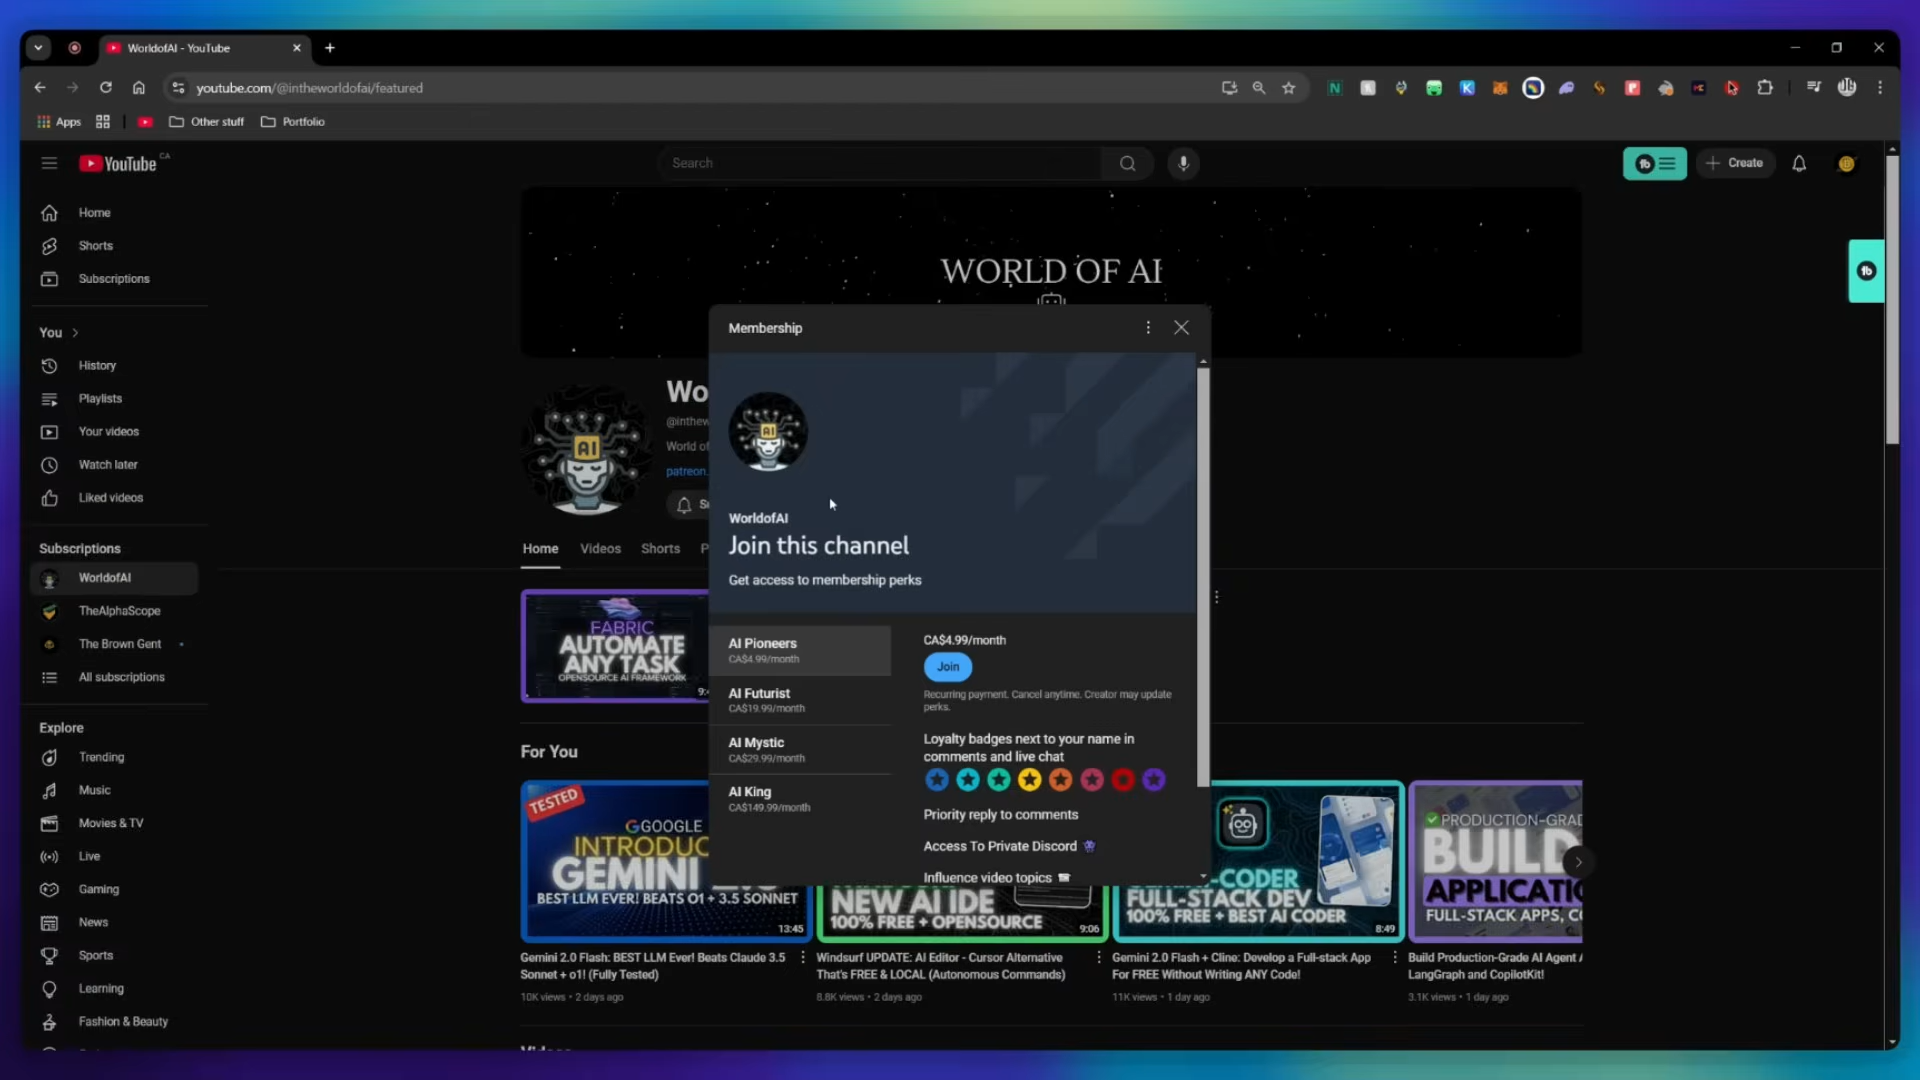 WorldofAI - YouTube
youtube.com/@intheworldofai/featured
Apps
Other stuff
Portfolio
YouTube CA
Search
Create
Home
Shorts
Subscriptions
You
History
Playlists
Your videos
Watch later
Liked videos
Subscriptions
WorldofAI
TheAlphaScope
The Brown Gent
All subscriptions
Explore
Trending
Music
Movies & TV
Live
Gaming
News
Sports
Learning
Fashion & Beauty
WORLD OF AI
Wo
@inthew
World of
patreon.
Home
Videos
Shorts
P
FABRIC
AUTOMATE
ANY TASK
OPENSOURCE AI FRAMEWORK
Membership
AI
WorldofAI
Join this channel
Get access to membership perks
AI Pioneers
CA$4.99/month
AI Futurist
CA$19.99/month
AI Mystic
CA$29.99/month
AI King
CA$149.99/month
CA$4.99/month
Join
Recurring payment. Cancel anytime. Creator may update
perks.
Loyalty badges next to your name in
comments and live chat
Priority reply to comments
Access To Private Discord
Influence video topics
For You
TESTED
GOOGLE
INTRODUC
GEMINI
BEST LLM EVER! BEATS O1 + 3.5 SONNET
13:45
Gemini 2.0 Flash: BEST LLM Ever! Beats Claude 3.5
Sonnet + o1! (Fully Tested)
10K views • 2 days ago
NEW AI IDE
100% FREE + OPENSOURCE
9:06
Windsurf UPDATE: AI Editor - Cursor Alternative
That's FREE & LOCAL (Autonomous Commands)
8.8K views • 2 days ago
-CODER
FULL-STACK DEV
100% FREE + BEST AI CODER
8:49
Gemini 2.0 Flash + Cline: Develop a Full-stack App
For FREE Without Writing ANY Code!
11K views • 1 day ago
PRODUCTION-GRAD
BUILD
APPLICATIO
FULL-STACK APPS, C
Build Production-Grade AI Agent
LangGraph and CopilotKit!
3.1K views • 1 day ago